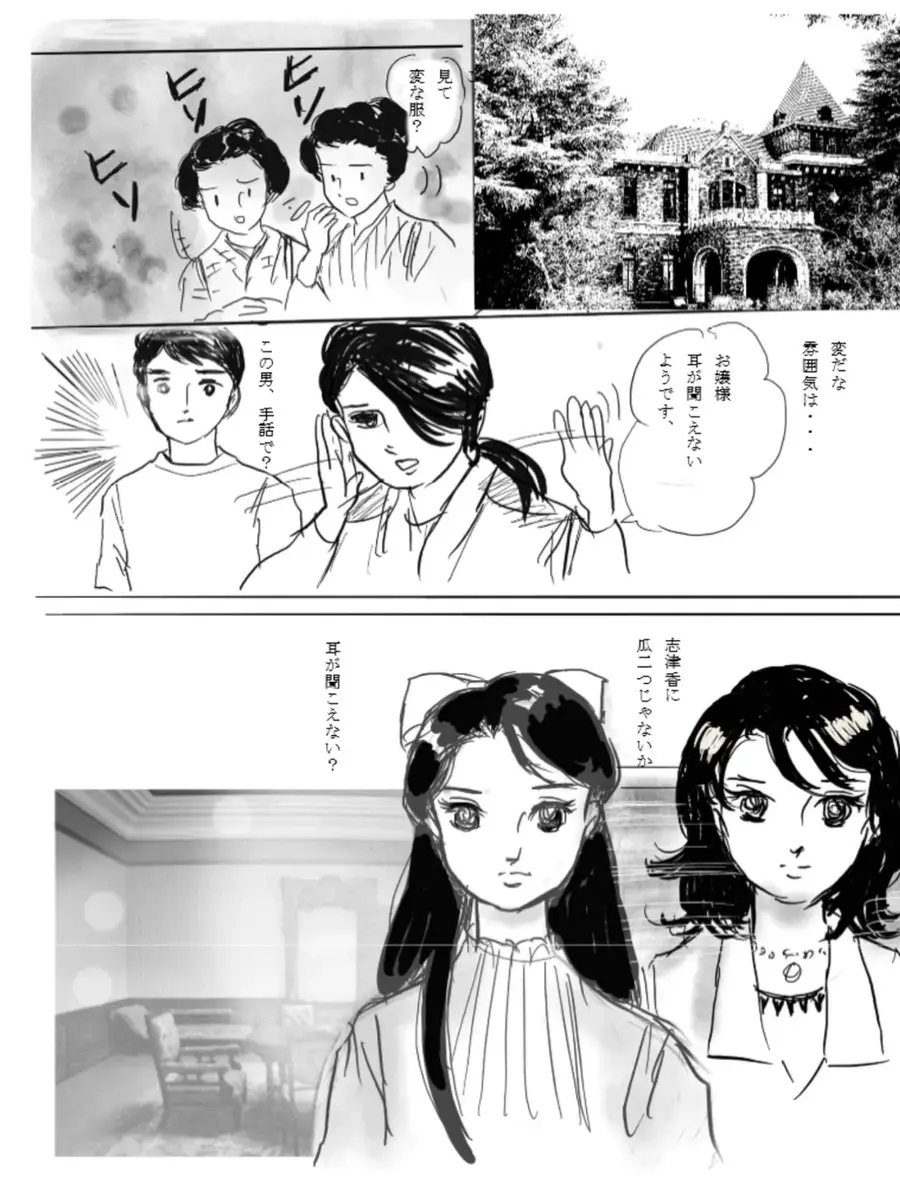 見て
変な服？
ヒソ
ヒソ
ヒソ
変だな
雰囲気は・・・
お嬢様
耳が聞こえない
ようです、
この男、手話で？
志津香に
瓜二つじゃないか
耳が聞こえない？